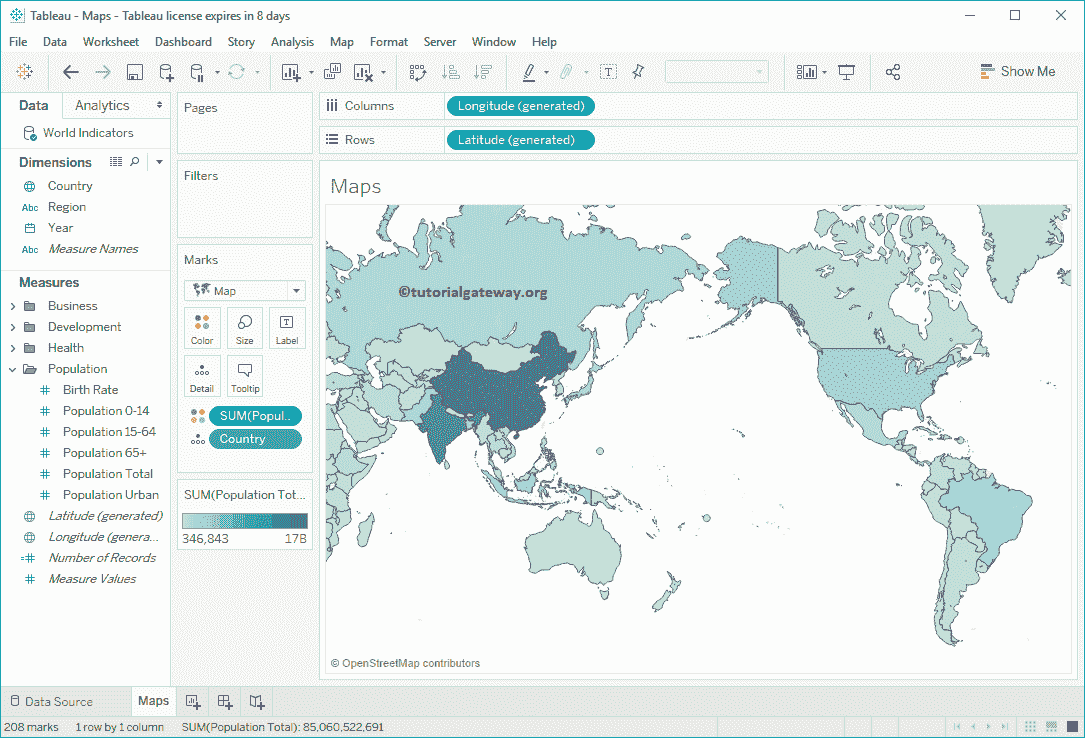 Tableau - Maps - Tableau license expires in 8 days
File Data Worksheet Dashboard Story Analysis Map Format Server Window Help
Show Me
Data Analytics
World Indicators
Dimensions
Country
Abc Region
Year
Abc Measure Names
Measures
Business
Development
Health
Population
Birth Rate
Population 0-14
Population 15-64
Population 65+
Population Total
Population Urban
Latitude (generated)
Longitude (genera...
Number of Records
Measure Values
Pages
Filters
Marks
Map
Color Size Label
Detail Tooltip
SUM(Popul..
Country
SUM(Population Tot...
346,843 17B
Columns Longitude (generated)
Rows Latitude (generated)
Maps
©tutorialgateway.org
© OpenStreetMap contributors
Data Source Maps
208 marks 1 row by 1 column SUM(Population Total): 85,060,522,691